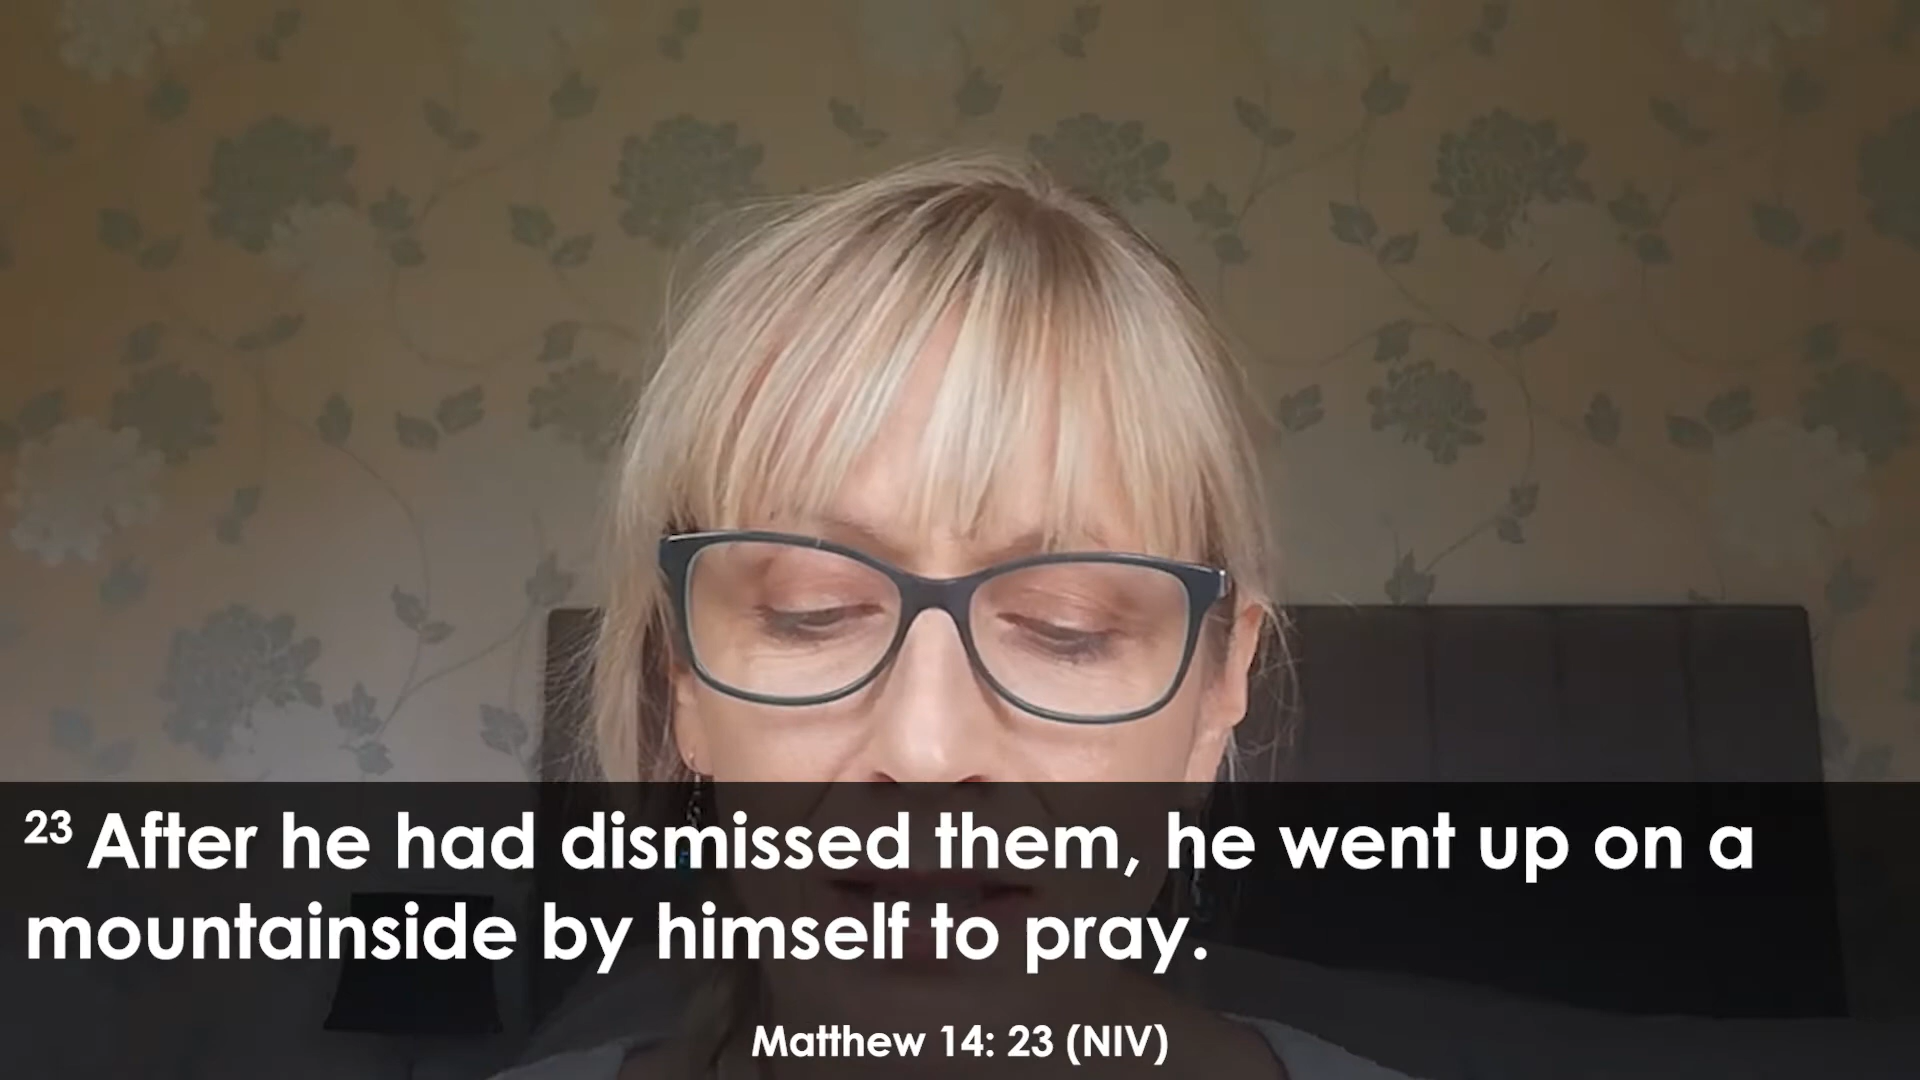 23 After he had dismissed them, he went up on a
mountainside by himself to pray.
Matthew 14: 23 (NIV)